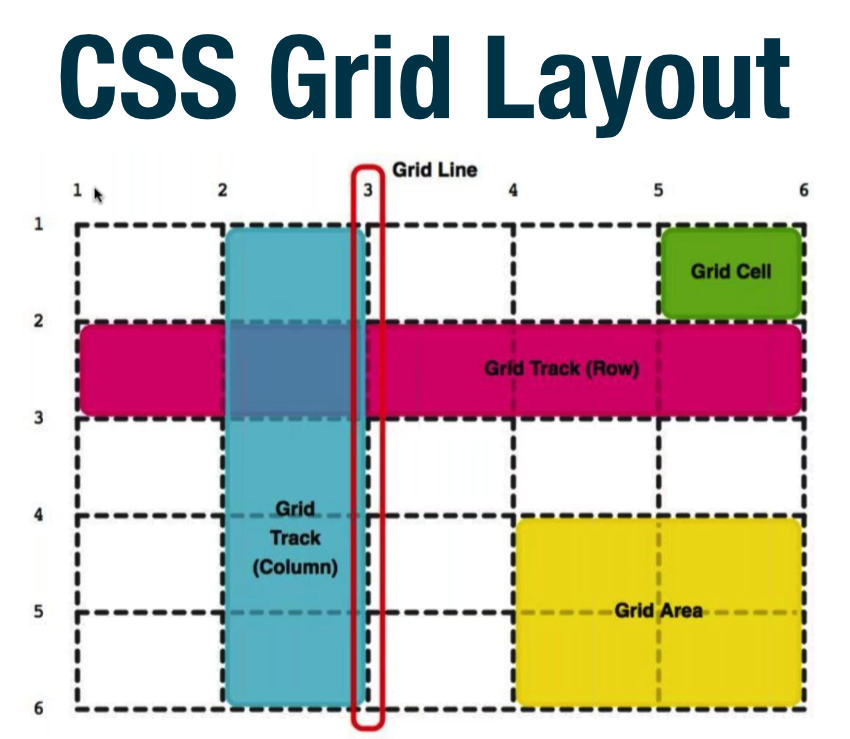 CSS Grid Layout
Grid Line
1 2 3 4 5 6
1
Grid Cell
2
Grid Track (Row)
3
4
Grid
Track
(Column)
5
Grid Area
6